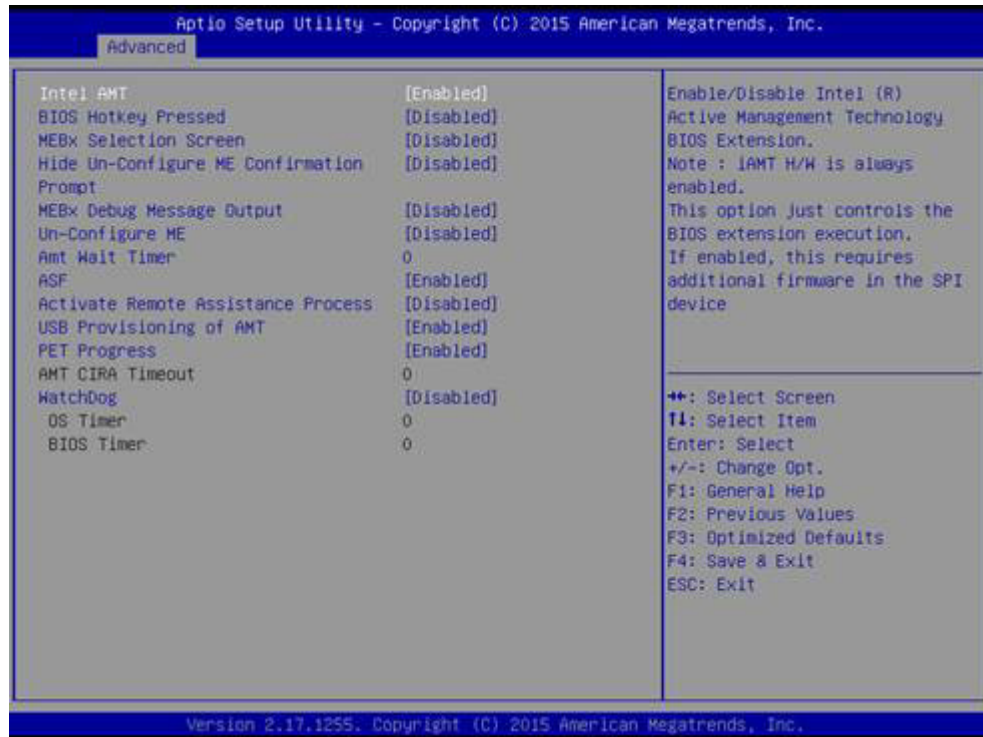 Aptio Setup Utility – Copyright (C) 2015 American Megatrends, Inc.
Advanced
Intel AMT [Enabled]
BIOS Hotkey Pressed [Disabled]
MEBx Selection Screen [Disabled]
Hide Un-Configure ME Confirmation [Disabled]
Prompt
MEBx Debug Message Output [Disabled]
Un-Configure ME [Disabled]
Amt Wait Timer 0
ASF [Enabled]
Activate Remote Assistance Process [Disabled]
USB Provisioning of AMT [Enabled]
PET Progress [Enabled]
AMT CIRA Timeout 0
WatchDog [Disabled]
OS Timer 0
BIOS Timer 0
Enable/Disable Intel (R)
Active Management Technology
BIOS Extension.
Note : iAMT H/W is always
enabled.
This option just controls the
BIOS extension execution.
If enabled, this requires
additional firmware in the SPI
device
→←: Select Screen
↑↓: Select Item
Enter: Select
+/-: Change Opt.
F1: General Help
F2: Previous Values
F3: Optimized Defaults
F4: Save & Exit
ESC: Exit
Version 2.17.1255. Copyright (C) 2015 American Megatrends, Inc.